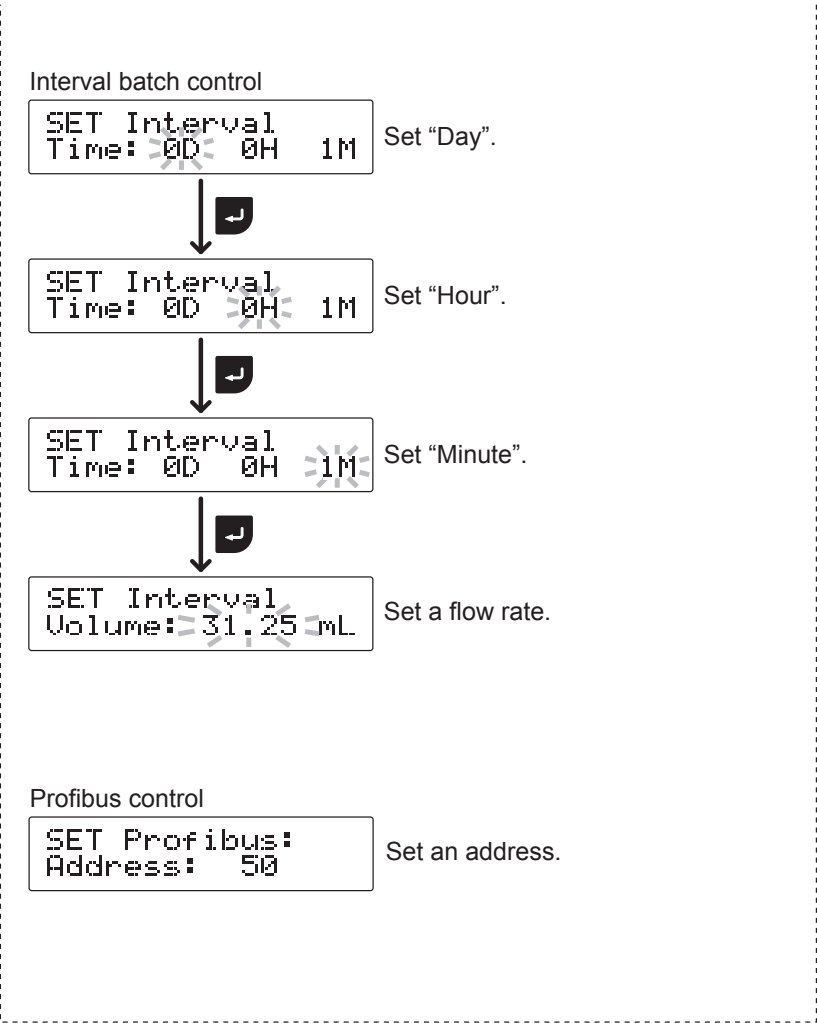 Interval batch control
SET Interval
Time: 0D 0H 1M
Set “Day”.
SET Interval
Time: 0D 0H 1M
Set “Hour”.
SET Interval
Time: 0D 0H 1M
Set “Minute”.
SET Interval
Volume: 31.25 mL
Set a flow rate.
Profibus control
SET Profibus:
Address: 50
Set an address.